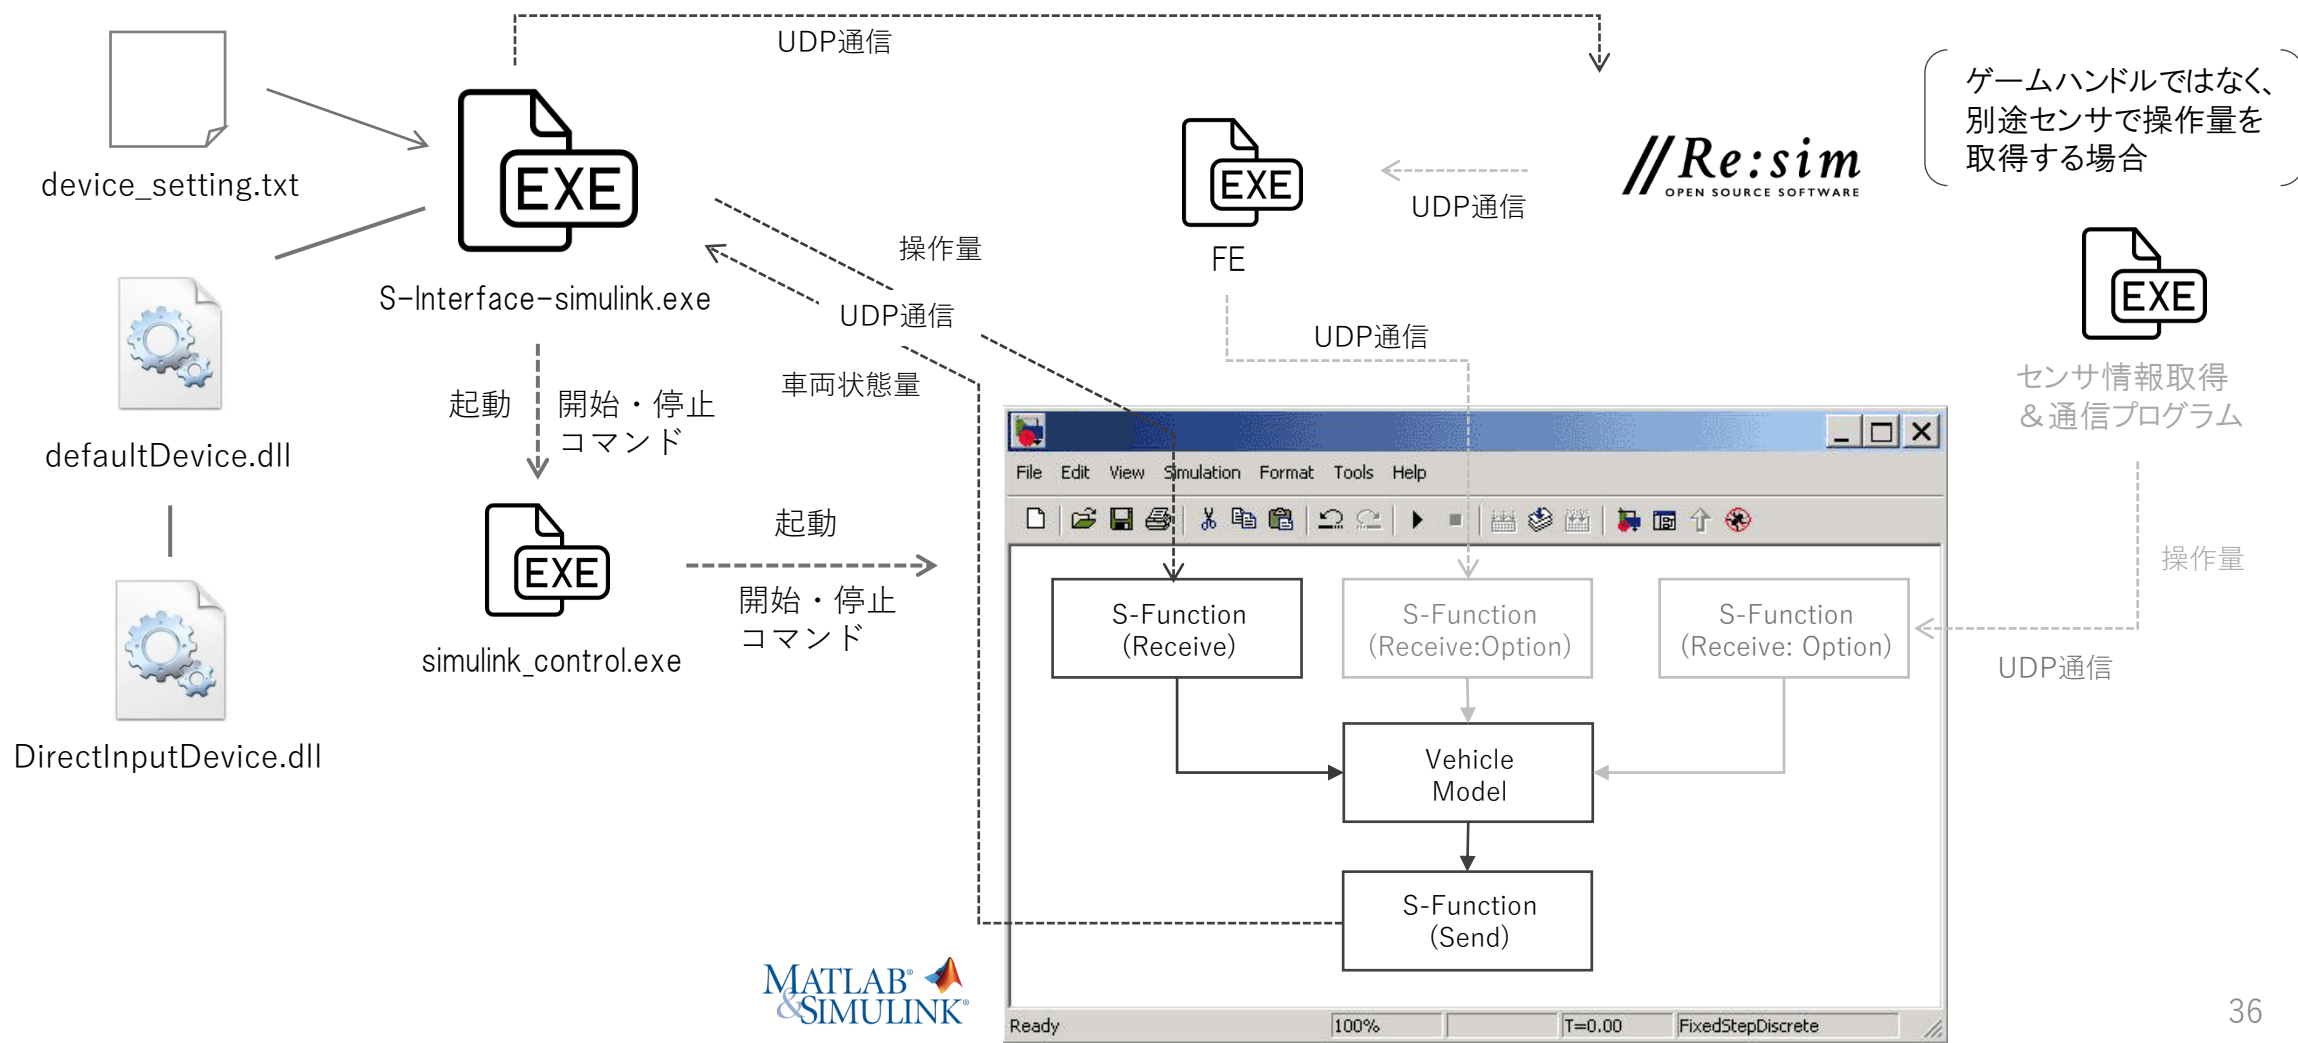 UDP通信
device_setting.txt
EXE
S-Interface-simulink.exe
defaultDevice.dll
DirectInputDevice.dll
起動
開始・停止
コマンド
EXE
simulink_control.exe
起動
開始・停止
コマンド
操作量
UDP通信
車両状態量
EXE
FE
UDP通信
UDP通信
//Re:sim
OPEN SOURCE SOFTWARE
ゲームハンドルではなく、
別途センサで操作量を
取得する場合
EXE
センサ情報取得
＆通信プログラム
操作量
UDP通信
File Edit View Simulation Format Tools Help
S-Function
(Receive)
S-Function
(Receive:Option)
S-Function
(Receive: Option)
Vehicle
Model
S-Function
(Send)
Ready 100% T=0.00 FixedStepDiscrete
MATLAB®
&SIMULINK®
36